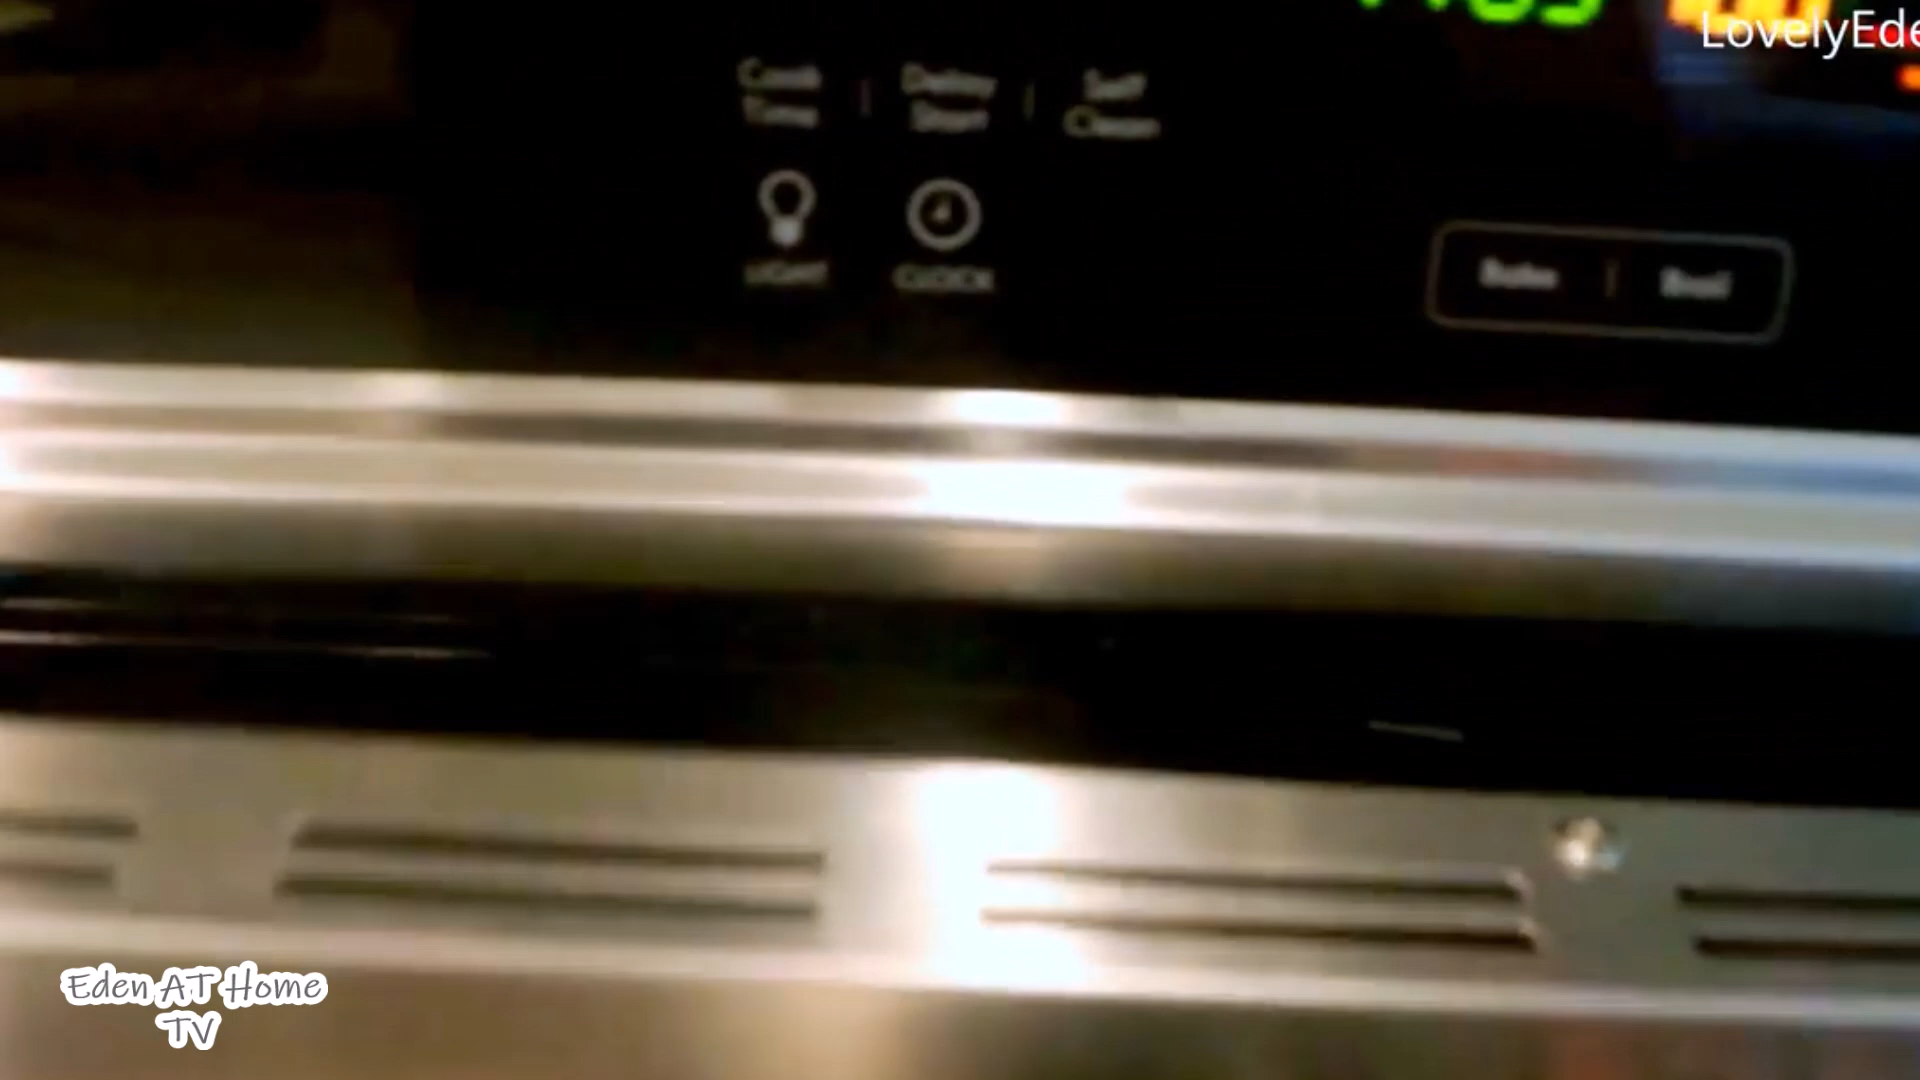 LovelyEde
Cook Delay Self
Time Start Clean
LIGHT CLOCK
Bake Broil
Eden AT Home
TV